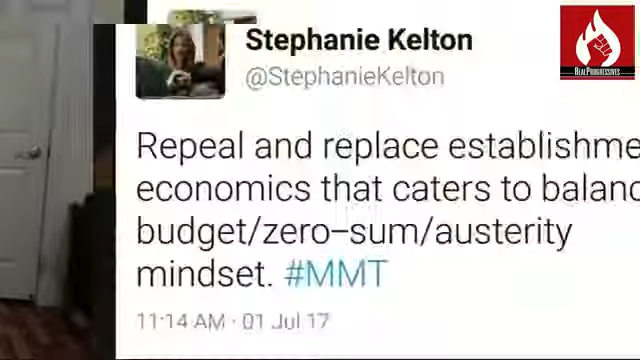 Stephanie Kelton
@StephanieKelton
REALPROGRESSIVES
Repeal and replace establishme
economics that caters to balanc
budget/zero-sum/austerity
mindset. #MMT
11:14 AM · 01 Jul 17